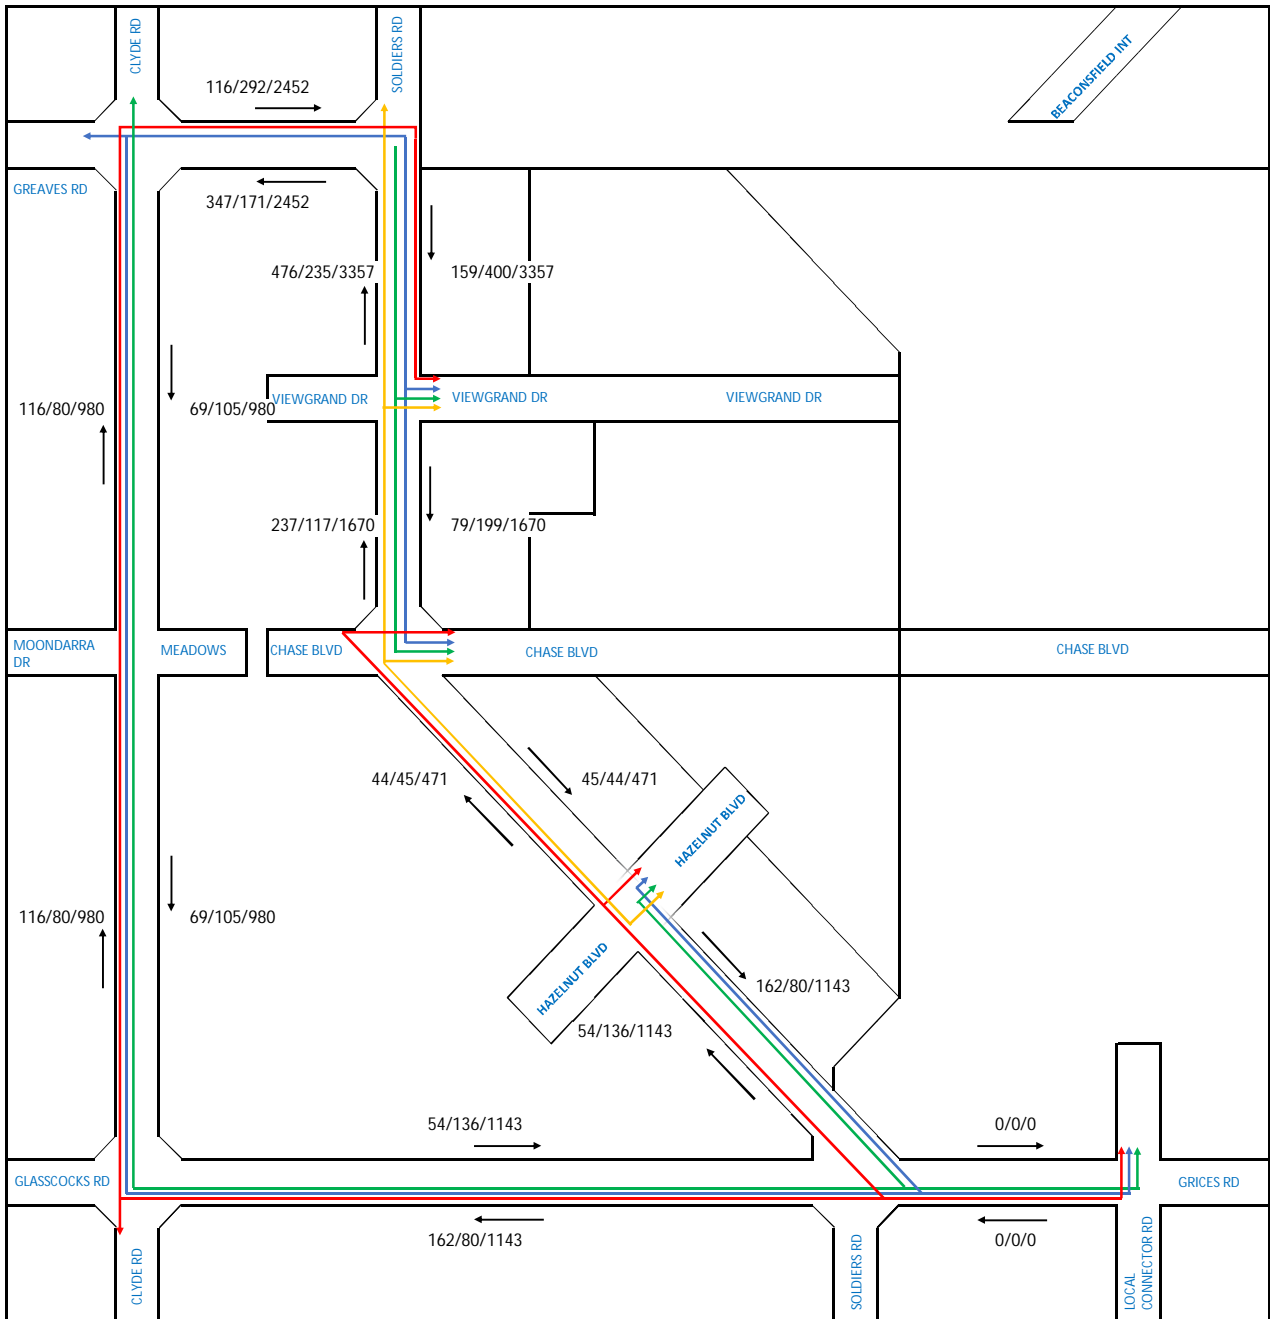 CLYDE RD
SOLDIERS RD
BEACONSFIELD INT
116/292/2452
GREAVES RD
347/171/2452
476/235/3357
159/400/3357
116/80/980
69/105/980
VIEWGRAND DR
VIEWGRAND DR
VIEWGRAND DR
237/117/1670
79/199/1670
MOONDARRA
DR
MEADOWS
CHASE BLVD
CHASE BLVD
CHASE BLVD
44/45/471
45/44/471
HAZELNUT BLVD
116/80/980
69/105/980
HAZELNUT BLVD
162/80/1143
54/136/1143
54/136/1143
0/0/0
GLASSCOCKS RD
GRICES RD
162/80/1143
0/0/0
CLYDE RD
SOLDIERS RD
LOCAL
CONNECTOR RD